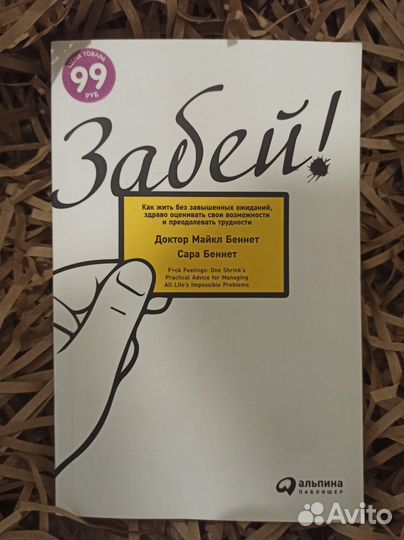 ЦЕНА ТОВАРА
99
РУБ
Забей!
Как жить без завышенных ожиданий,
здраво оценивать свои возможности
и преодолевать трудности
Доктор Майкл Беннет
Сара Беннет
F*ck Feelings: One Shrink's
Practical Advice for Managing
All Life's Impossible Problems
альпина
ПАБЛИШЕР
Avito